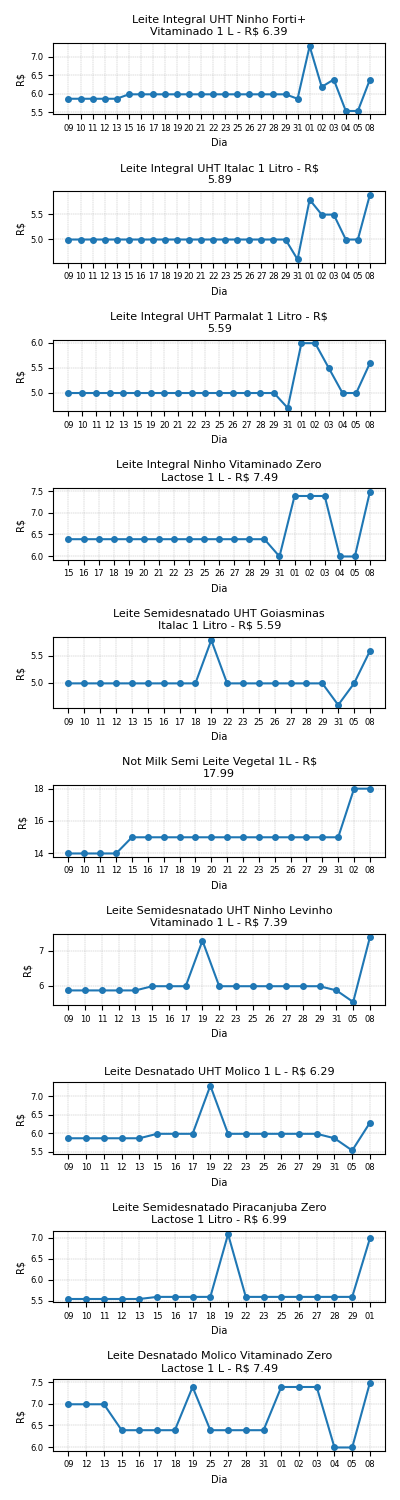 Leite Integral UHT Ninho Forti+
Vitaminado 1 L - R$ 6.39
7.0
6.5
6.0
5.5
R$
09 10 11 12 13 15 16 17 18 19 20 21 22 23 25 26 27 28 29 31 01 02 03 04 05 08
Dia
Leite Integral UHT Italac 1 Litro - R$
5.89
5.5
5.0
R$
09 10 11 12 13 15 16 17 18 19 20 21 22 23 25 26 27 28 29 31 01 02 03 04 05 08
Dia
Leite Integral UHT Parmalat 1 Litro - R$
5.59
6.0
5.5
5.0
R$
09 10 11 12 13 15 16 19 20 21 22 23 25 26 27 29 31 01 02 03 04 05 08
Dia
Leite Integral Ninho Vitaminado Zero
Lactose 1 L - R$ 7.49
7.5
7.0
6.5
6.0
R$
15 16 17 18 19 20 21 22 23 25 26 27 28 29 31 01 02 03 04 05 08
Dia
Leite Semidesnatado UHT Goiasminas
Italac 1 Litro - R$ 5.59
5.5
5.0
R$
09 10 11 12 13 15 16 17 18 19 22 23 25 26 27 28 29 31 05 08
Dia
Not Milk Semi Leite Vegetal 1L - R$
17.99
18
16
14
R$
09 10 11 12 15 16 17 18 19 20 21 22 23 25 26 27 28 31 02 08
Dia
Leite Semidesnatado UHT Ninho Levinho
Vitaminado 1 L - R$ 7.39
7
6
R$
09 10 11 12 13 15 16 17 19 22 23 25 26 27 28 29 31 05 08
Dia
Leite Desnatado UHT Molico 1 L - R$ 6.29
7.0
6.5
6.0
5.5
R$
09 10 11 12 13 15 16 17 19 22 23 25 26 27 29 31 05 08
Dia
Leite Semidesnatado Piracanjuba Zero
Lactose 1 Litro - R$ 6.99
7.0
6.5
6.0
5.5
R$
09 10 11 12 13 15 16 17 18 19 22 23 25 26 27 28 29 01
Dia
Leite Desnatado Molico Vitaminado Zero
Lactose 1 L - R$ 7.49
7.5
7.0
6.5
6.0
R$
09 12 13 15 16 17 18 19 25 27 28 29 31 01 02 03 04 05 08
Dia